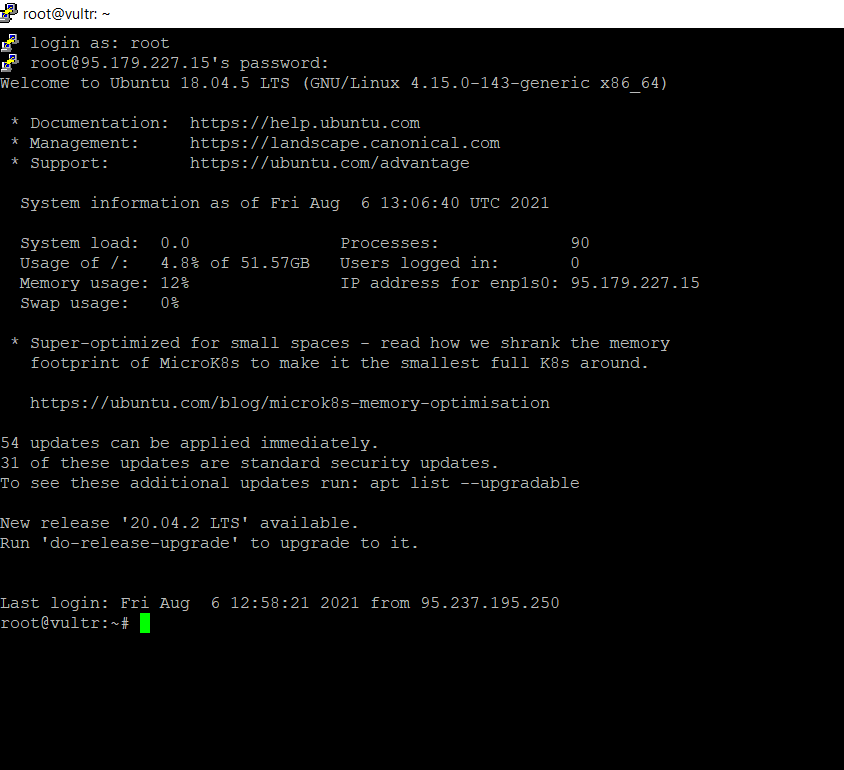 root@vultr: ~
login as: root
root@95.179.227.15's password:
Welcome to Ubuntu 18.04.5 LTS (GNU/Linux 4.15.0-143-generic x86_64)
* Documentation:  https://help.ubuntu.com
* Management:     https://landscape.canonical.com
* Support:        https://ubuntu.com/advantage
System information as of Fri Aug  6 13:06:40 UTC 2021
System load:  0.0               Processes:             90
Usage of /:   4.8% of 51.57GB   Users logged in:       0
Memory usage: 12%               IP address for enp1s0: 95.179.227.15
Swap usage:   0%
* Super-optimized for small spaces - read how we shrank the memory
footprint of MicroK8s to make it the smallest full K8s around.
https://ubuntu.com/blog/microk8s-memory-optimisation
54 updates can be applied immediately.
31 of these updates are standard security updates.
To see these additional updates run: apt list --upgradable
New release '20.04.2 LTS' available.
Run 'do-release-upgrade' to upgrade to it.
Last login: Fri Aug  6 12:58:21 2021 from 95.237.195.250
root@vultr:~#